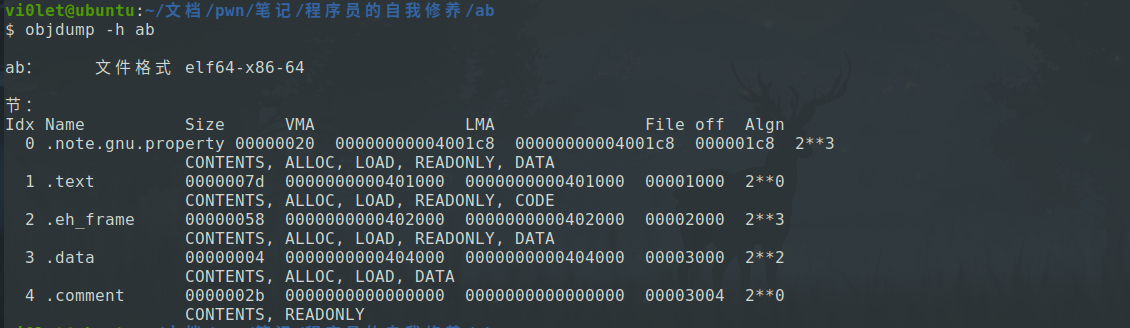 vi0let@ubuntu:~/文档/pwn/笔记/程序员的自我修养/ab
$ objdump -h ab
ab:      文件格式 elf64-x86-64
节：
Idx Name          Size      VMA               LMA               File off  Algn
  0 .note.gnu.property 00000020  00000000004001c8  00000000004001c8  000001c8  2**3
                  CONTENTS, ALLOC, LOAD, READONLY, DATA
  1 .text         0000007d  0000000000401000  0000000000401000  00001000  2**0
                  CONTENTS, ALLOC, LOAD, READONLY, CODE
  2 .eh_frame     00000058  0000000000402000  0000000000402000  00002000  2**3
                  CONTENTS, ALLOC, LOAD, READONLY, DATA
  3 .data         00000004  0000000000404000  0000000000404000  00003000  2**2
                  CONTENTS, ALLOC, LOAD, DATA
  4 .comment      0000002b  0000000000000000  0000000000000000  00003004  2**0
                  CONTENTS, READONLY